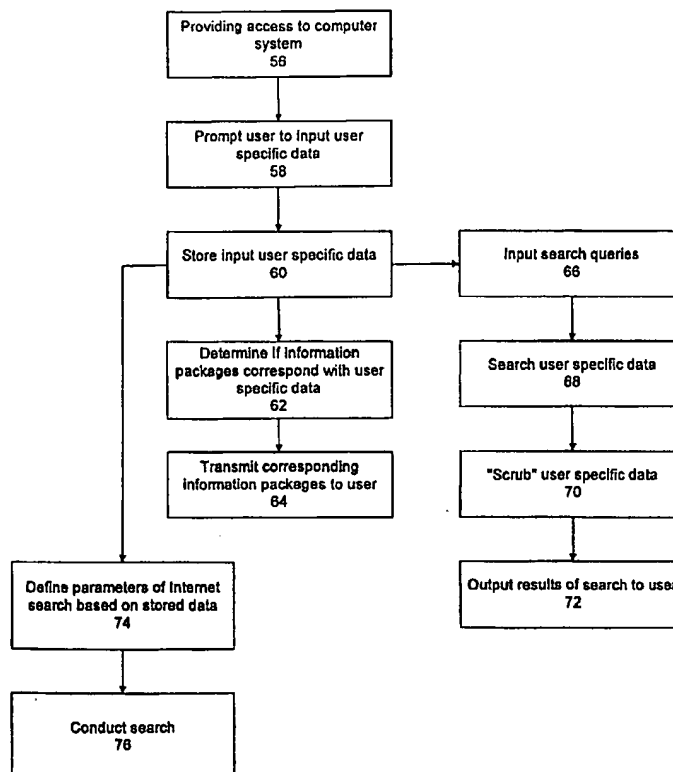 Providing access to computer
system
56
Prompt user to input user
specific data
58
Store input user specific data
60
Input search queries
66
Determine if information
packages correspond with user
specific data
62
Search user specific data
68
Transmit corresponding
information packages to user
64
"Scrub" user specific data
70
Define parameters of Internet
search based on stored data
74
Output results of search to user
72
Conduct search
76